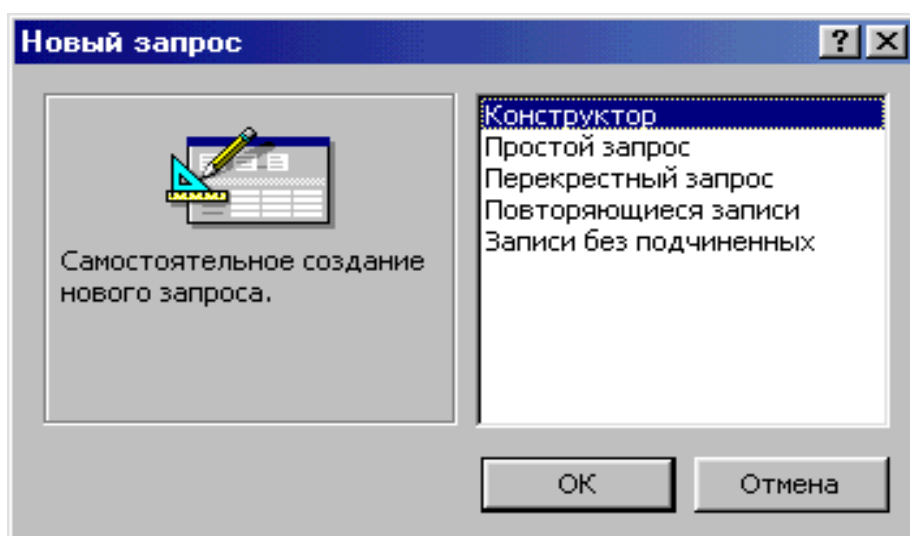 Новый запрос
Самостоятельное создание
нового запроса.
Конструктор
Простой запрос
Перекрестный запрос
Повторяющиеся записи
Записи без подчиненных
ОК
Отмена